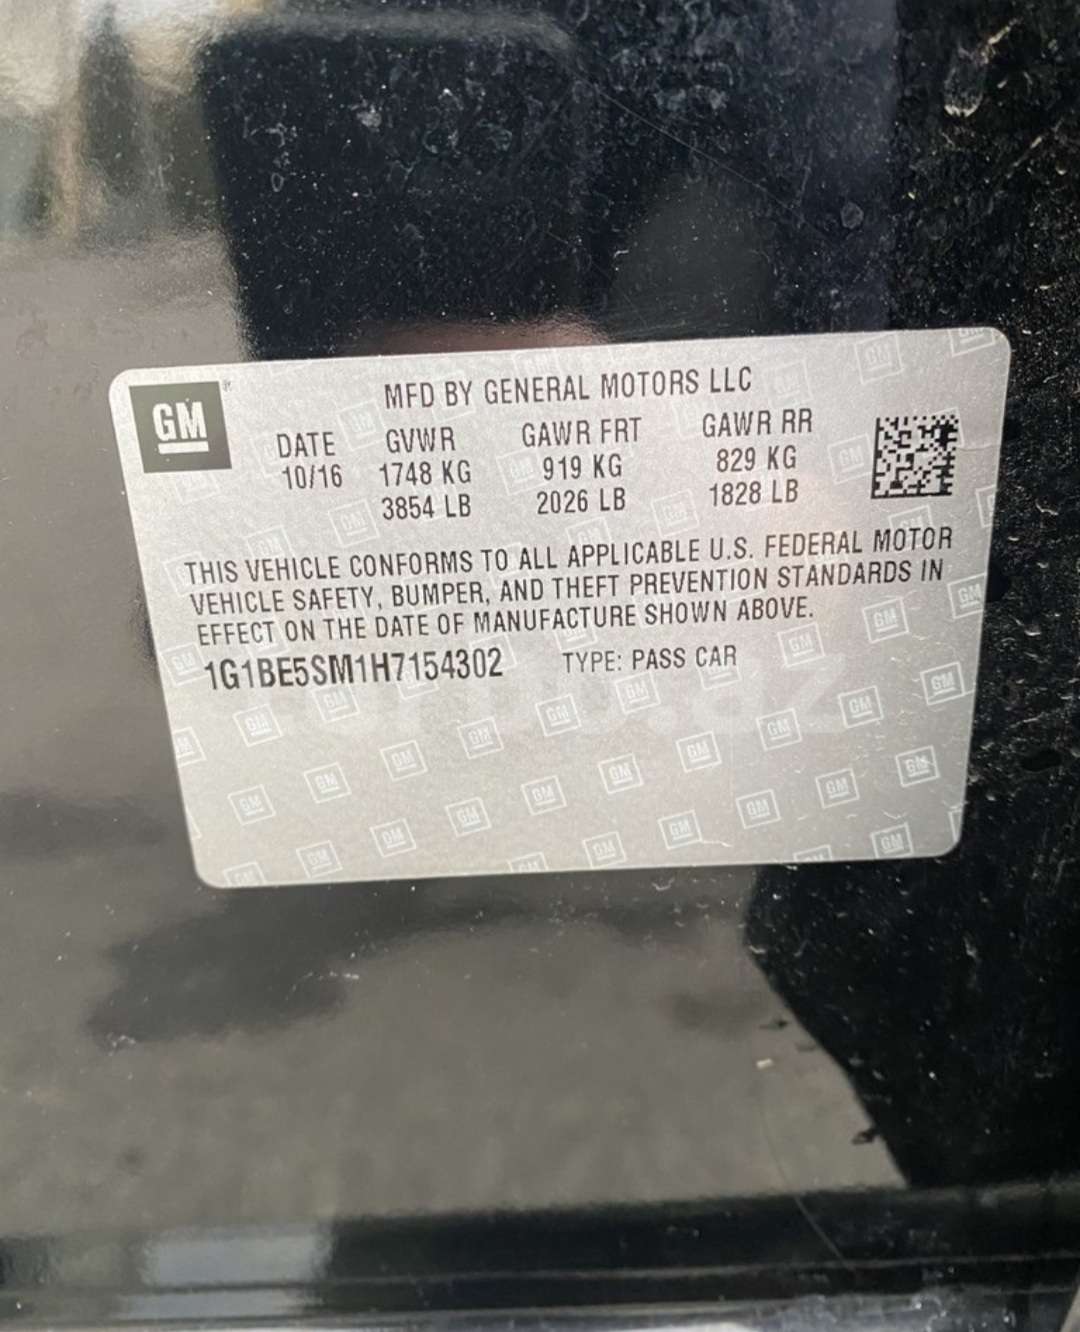 GM
MFD BY GENERAL MOTORS LLC
DATE GVWR GAWR FRT GAWR RR
10/16 1748 KG 919 KG 829 KG
3854 LB 2026 LB 1828 LB
THIS VEHICLE CONFORMS TO ALL APPLICABLE U.S. FEDERAL MOTOR
VEHICLE SAFETY, BUMPER, AND THEFT PREVENTION STANDARDS IN
EFFECT ON THE DATE OF MANUFACTURE SHOWN ABOVE.
1G1BE5SM1H7154302 TYPE: PASS CAR